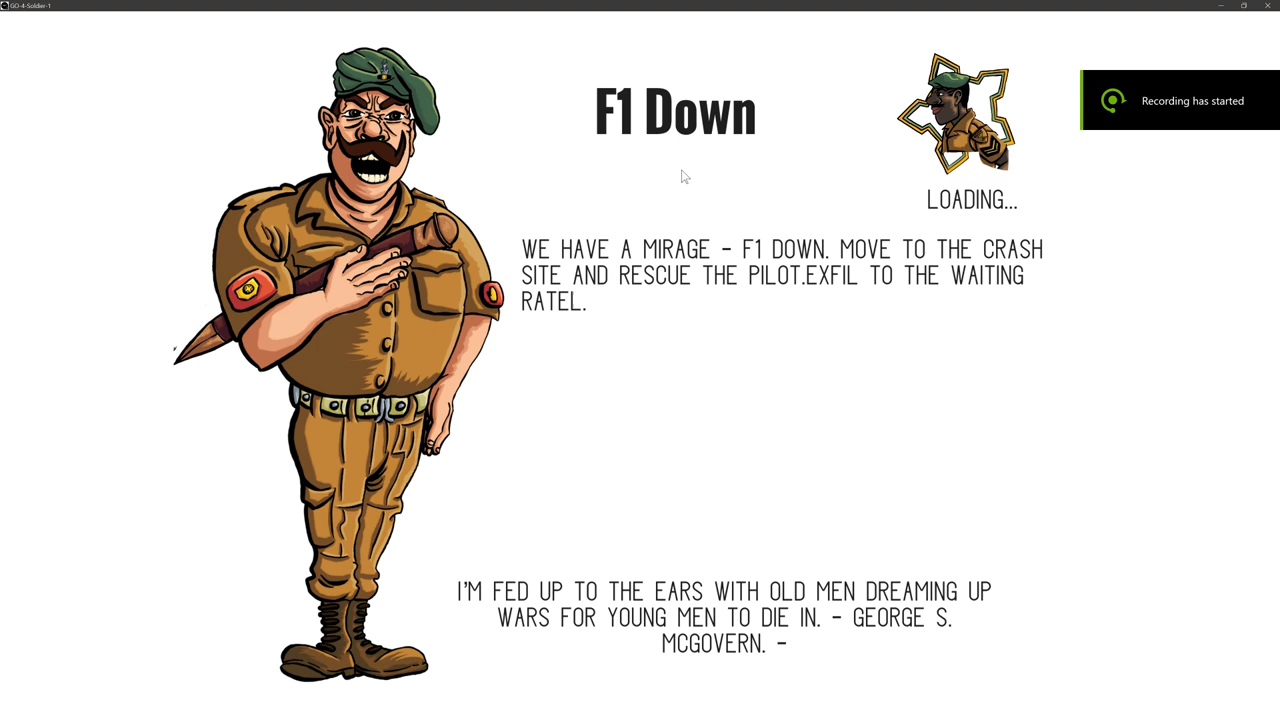 GO-4-Soldier-1
F1 Down
Recording has started
LOADING...
WE HAVE A MIRAGE - F1 DOWN. MOVE TO THE CRASH
SITE AND RESCUE THE PILOT.EXFIL TO THE WAITING
RATEL.
I'M FED UP TO THE EARS WITH OLD MEN DREAMING UP
WARS FOR YOUNG MEN TO DIE IN. - GEORGE S.
MCGOVERN. -